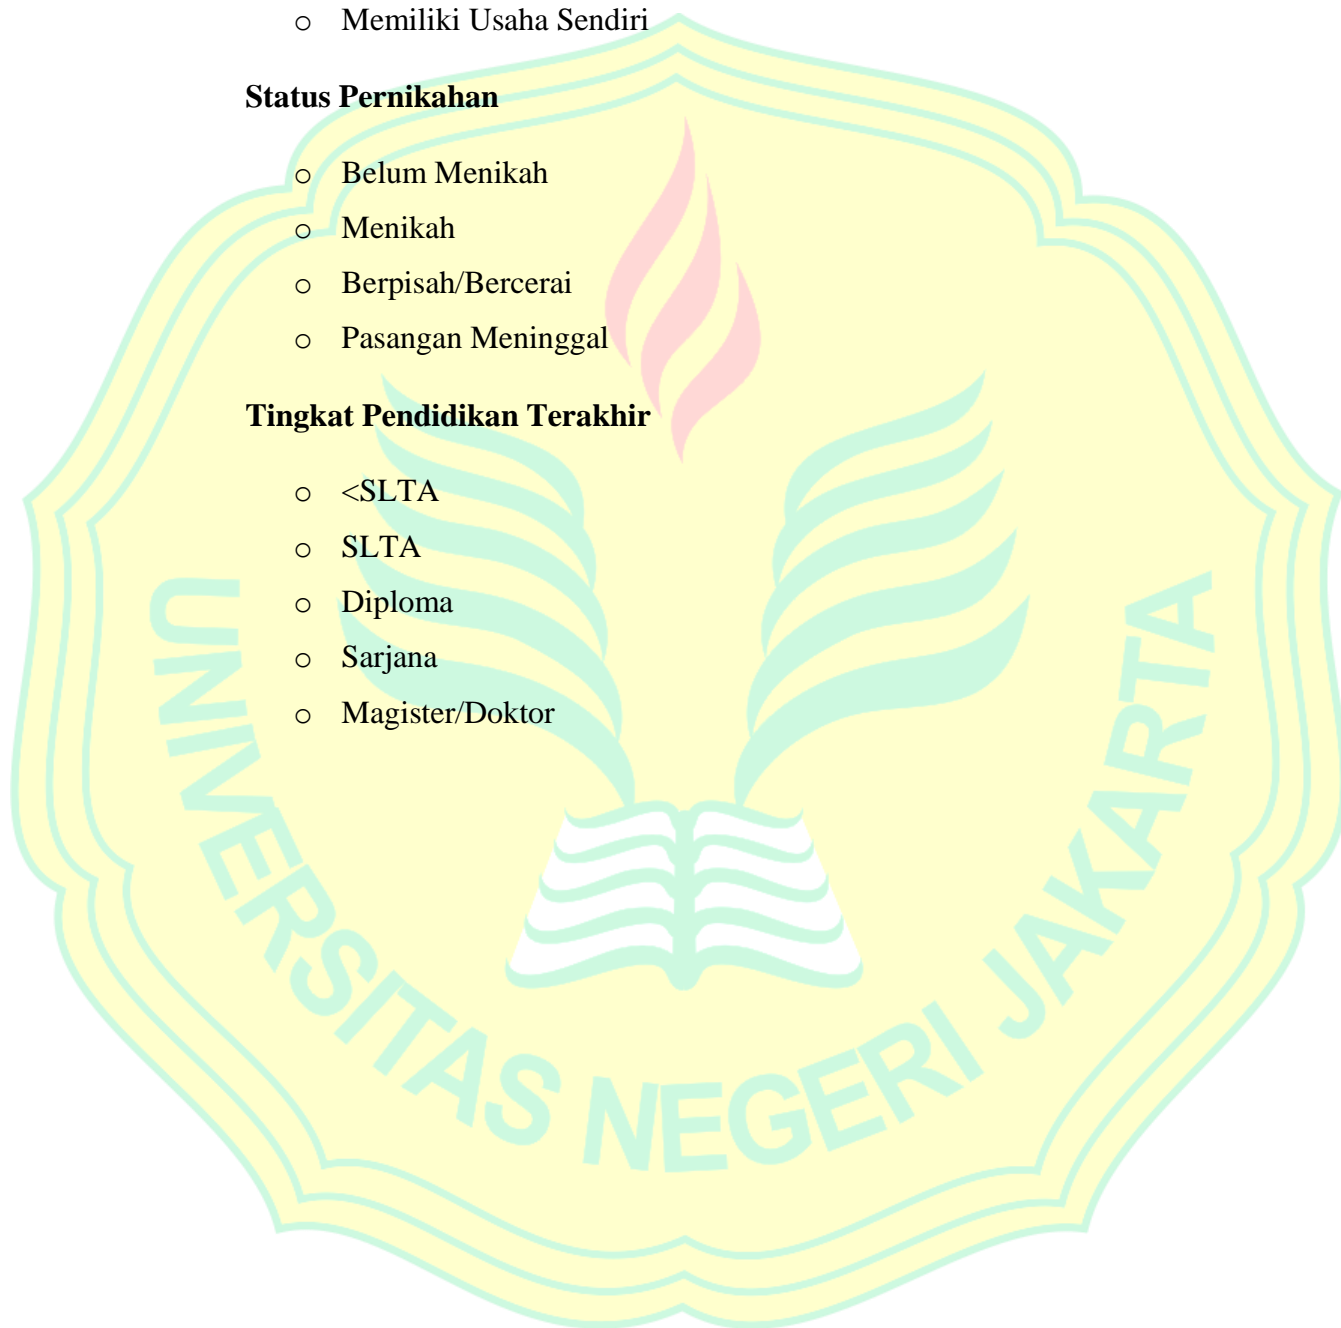 o Memiliki Usaha Sendiri
Status Pernikahan
o Belum Menikah
o Menikah
o Berpisah/Bercerai
o Pasangan Meninggal
Tingkat Pendidikan Terakhir
o <SLTA
o SLTA
o Diploma
o Sarjana
o Magister/Doktor
UNIVERSITAS NEGERI JAKARTA